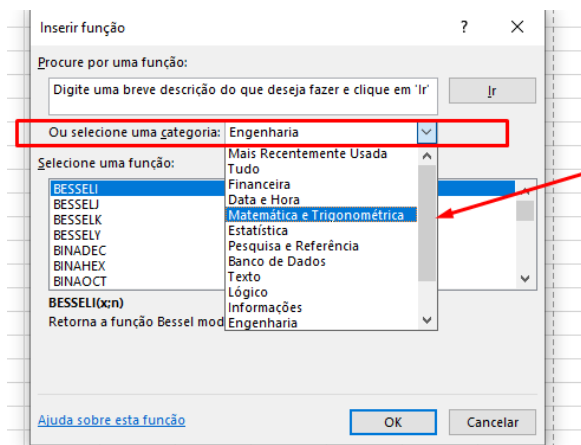 Inserir função
? X
Procure por uma função:
Digite uma breve descrição do que deseja fazer e clique em 'Ir'
Ir
Ou selecione uma categoria: Engenharia
Mais Recentemente Usada
Tudo
Financeira
Data e Hora
Matemática e Trigonométrica
Estatística
Pesquisa e Referência
Banco de Dados
Texto
Lógico
Informações
Engenharia
Selecione uma função:
BESSELI
BESSELJ
BESSELK
BESSELY
BINADEC
BINAHEX
BINAOCT
BESSELI(x;n)
Retorna a função Bessel mod
Ajuda sobre esta função
OK
Cancelar